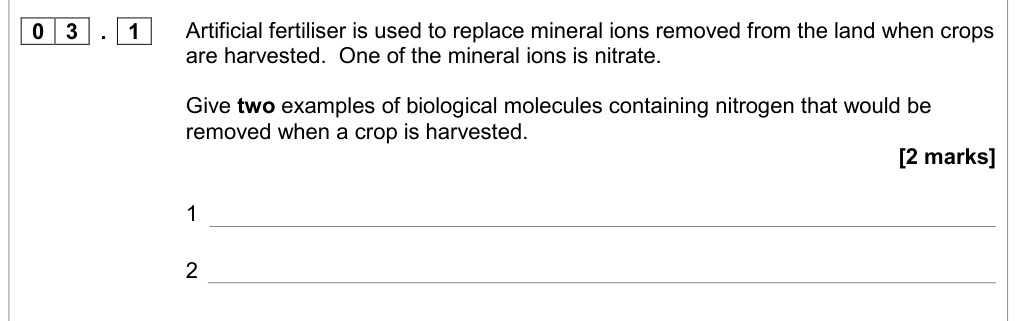 03.1 Artificial fertiliser is used to replace mineral ions removed from the land when crops
are harvested. One of the mineral ions is nitrate.
Give two examples of biological molecules containing nitrogen that would be
removed when a crop is harvested.
[2 marks]
1
2